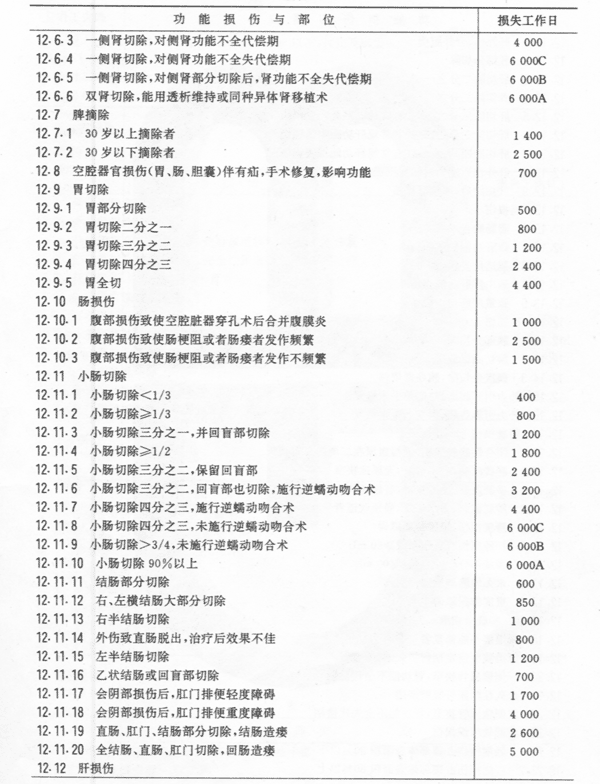 功能损伤与部位 损失工作日
12.6.3 一侧肾切除,对侧肾功能不全代偿期 4 000
12.6.4 一侧肾切除,对侧肾功能不全失代偿期 6 000C
12.6.5 一侧肾切除,对侧肾部分切除后,肾功能不全失代偿期 6 000B
12.6.6 双肾切除,能用透析维持或同种异体肾移植术 6 000A
12.7 脾摘除
12.7.1 30岁以上摘除者 1 400
12.7.2 30岁以下摘除者 2 500
12.8 空腔器官损伤(胃、肠、胆囊)伴有疝,手术修复,影响功能 700
12.9 胃切除
12.9.1 胃部分切除 500
12.9.2 胃切除二分之一 800
12.9.3 胃切除三分之二 1 200
12.9.4 胃切除四分之三 2 400
12.9.5 胃全切 4 400
12.10 肠损伤
12.10.1 腹部损伤致使空腔脏器穿孔术后合并腹膜炎 1 000
12.10.2 腹部损伤致使肠梗阻或者肠瘘者发作频繁 2 500
12.10.3 腹部损伤致使肠梗阻或者肠瘘者发作不频繁 1 500
12.11 小肠切除
12.11.1 小肠切除<1/3 400
12.11.2 小肠切除≥1/3 800
12.11.3 小肠切除三分之一,并回盲部切除 1 200
12.11.4 小肠切除≥1/2 1 800
12.11.5 小肠切除三分之二,保留回盲部 2 400
12.11.6 小肠切除三分之二,回盲部也切除,施行逆蠕动吻合术 3 200
12.11.7 小肠切除四分之三,施行逆蠕动吻合术 4 400
12.11.8 小肠切除四分之三,未施行逆蠕动吻合术 6 000C
12.11.9 小肠切除>3/4,未施行逆蠕动吻合术 6 000B
12.11.10 小肠切除90%以上 6 000A
12.11.11 结肠部分切除 600
12.11.12 右、左横结肠大部分切除 850
12.11.13 右半结肠切除 1 000
12.11.14 外伤致直肠脱出,治疗后效果不佳 800
12.11.15 左半结肠切除 1 200
12.11.16 乙状结肠或回盲部切除 700
12.11.17 会阴部损伤后,肛门排便轻度障碍 1 700
12.11.18 会阴部损伤后,肛门排便重度障碍 4 000
12.11.19 直肠、肛门、结肠部分切除,结肠造瘘 2 600
12.11.20 全结肠、直肠、肛门切除,回肠造瘘 5 000
12.12 肝损伤